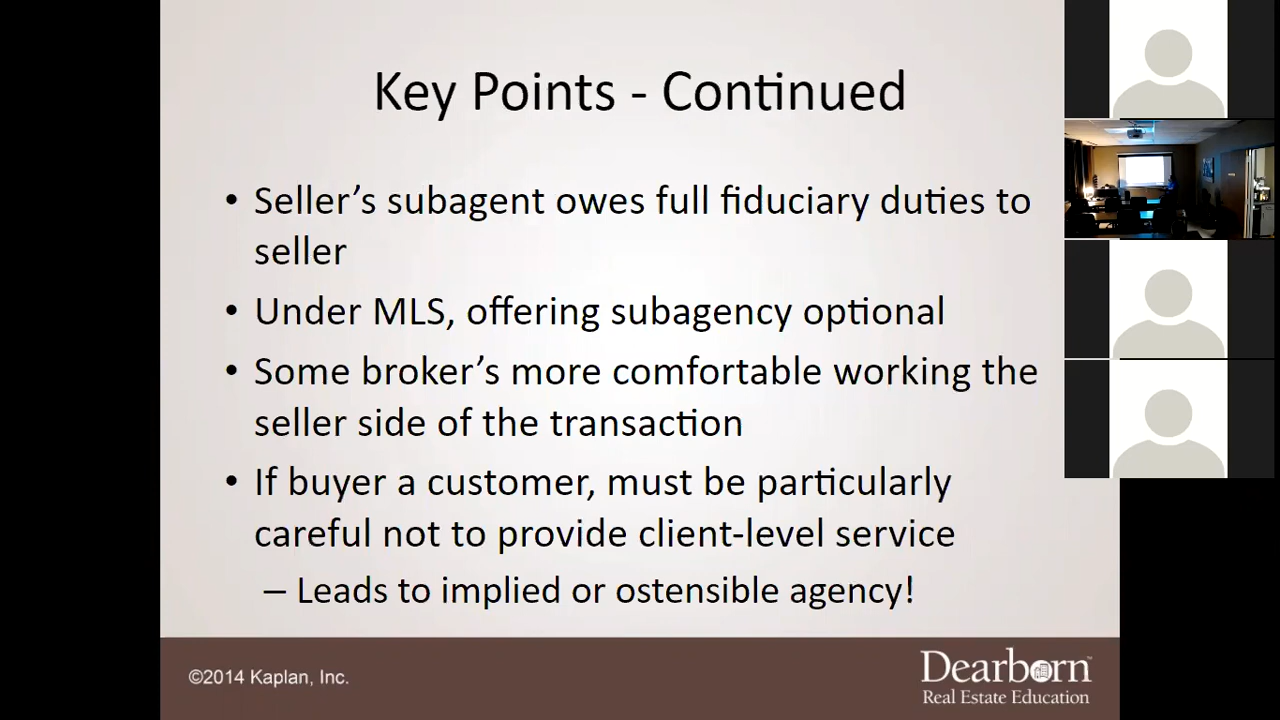 Key Points - Continued
• Seller's subagent owes full fiduciary duties to
seller
• Under MLS, offering subagency optional
• Some broker's more comfortable working the
seller side of the transaction
• If buyer a customer, must be particularly
careful not to provide client-level service
– Leads to implied or ostensible agency!
©2014 Kaplan, Inc.
Dearborn™
Real Estate Education